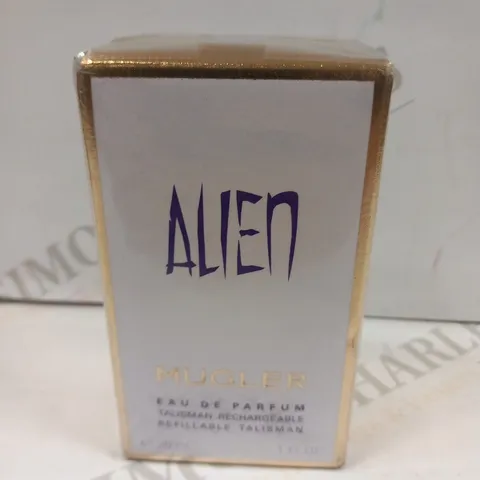 ALIEN
MUGLER
EAU DE PARFUM
TALISMAN RECHARGEABLE
REFILLABLE TALISMAN